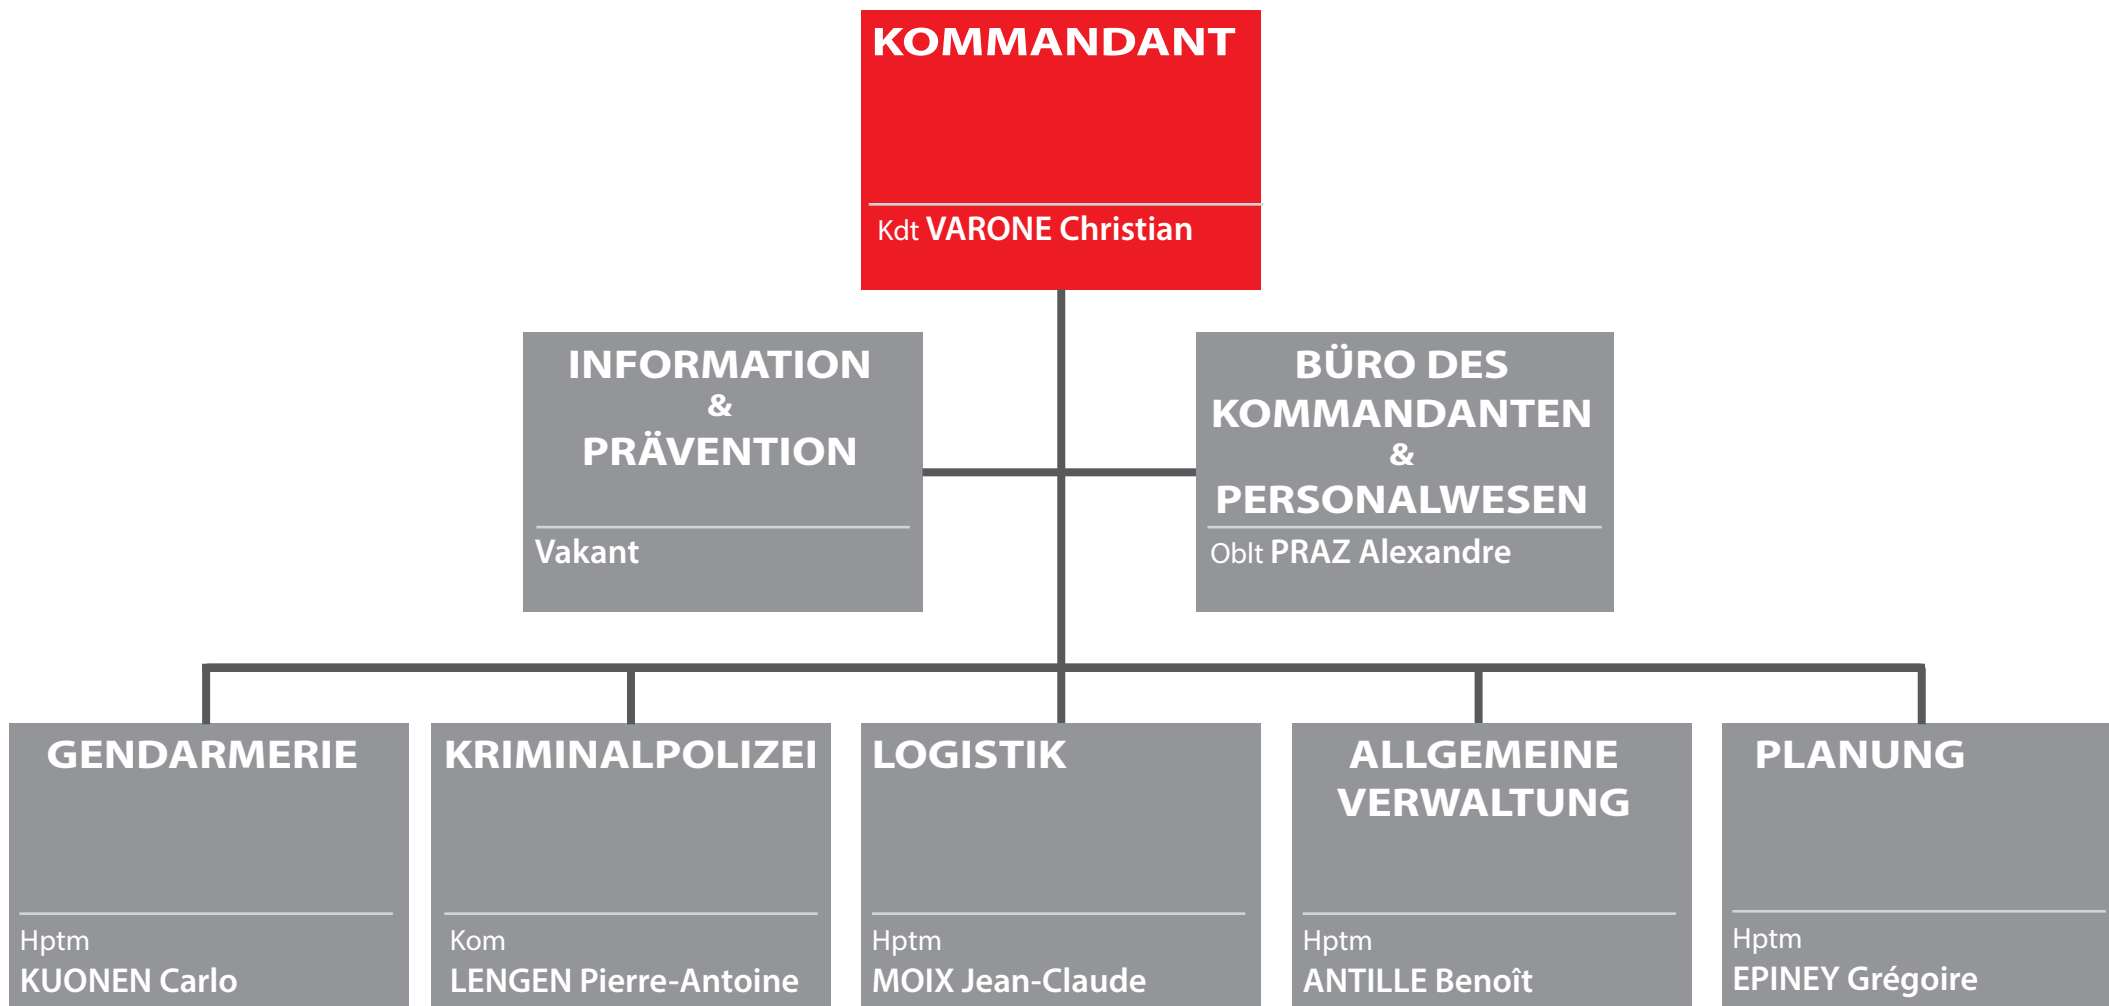 KOMMANDANT
Kdt VARONE Christian
INFORMATION
&
PRÄVENTION
Vakant
BÜRO DES
KOMMANDANTEN
&
PERSONALWESEN
Oblt PRAZ Alexandre
GENDARMERIE
Hptm
KUONEN Carlo
KRIMINALPOLIZEI
Kom
LENGEN Pierre-Antoine
LOGISTIK
Hptm
MOIX Jean-Claude
ALLGEMEINE
VERWALTUNG
Hptm
ANTILLE Benoît
PLANUNG
Hptm
EPINEY Grégoire